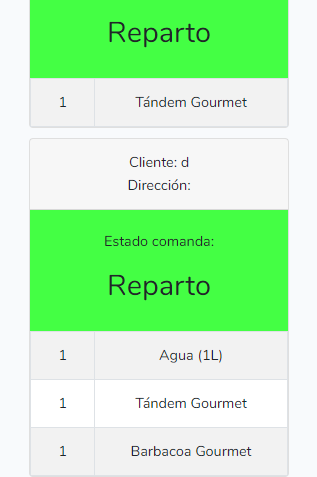 Reparto
1 Tándem Gourmet
Cliente: d
Dirección:
Estado comanda:
Reparto
1 Agua (1L)
1 Tándem Gourmet
1 Barbacoa Gourmet